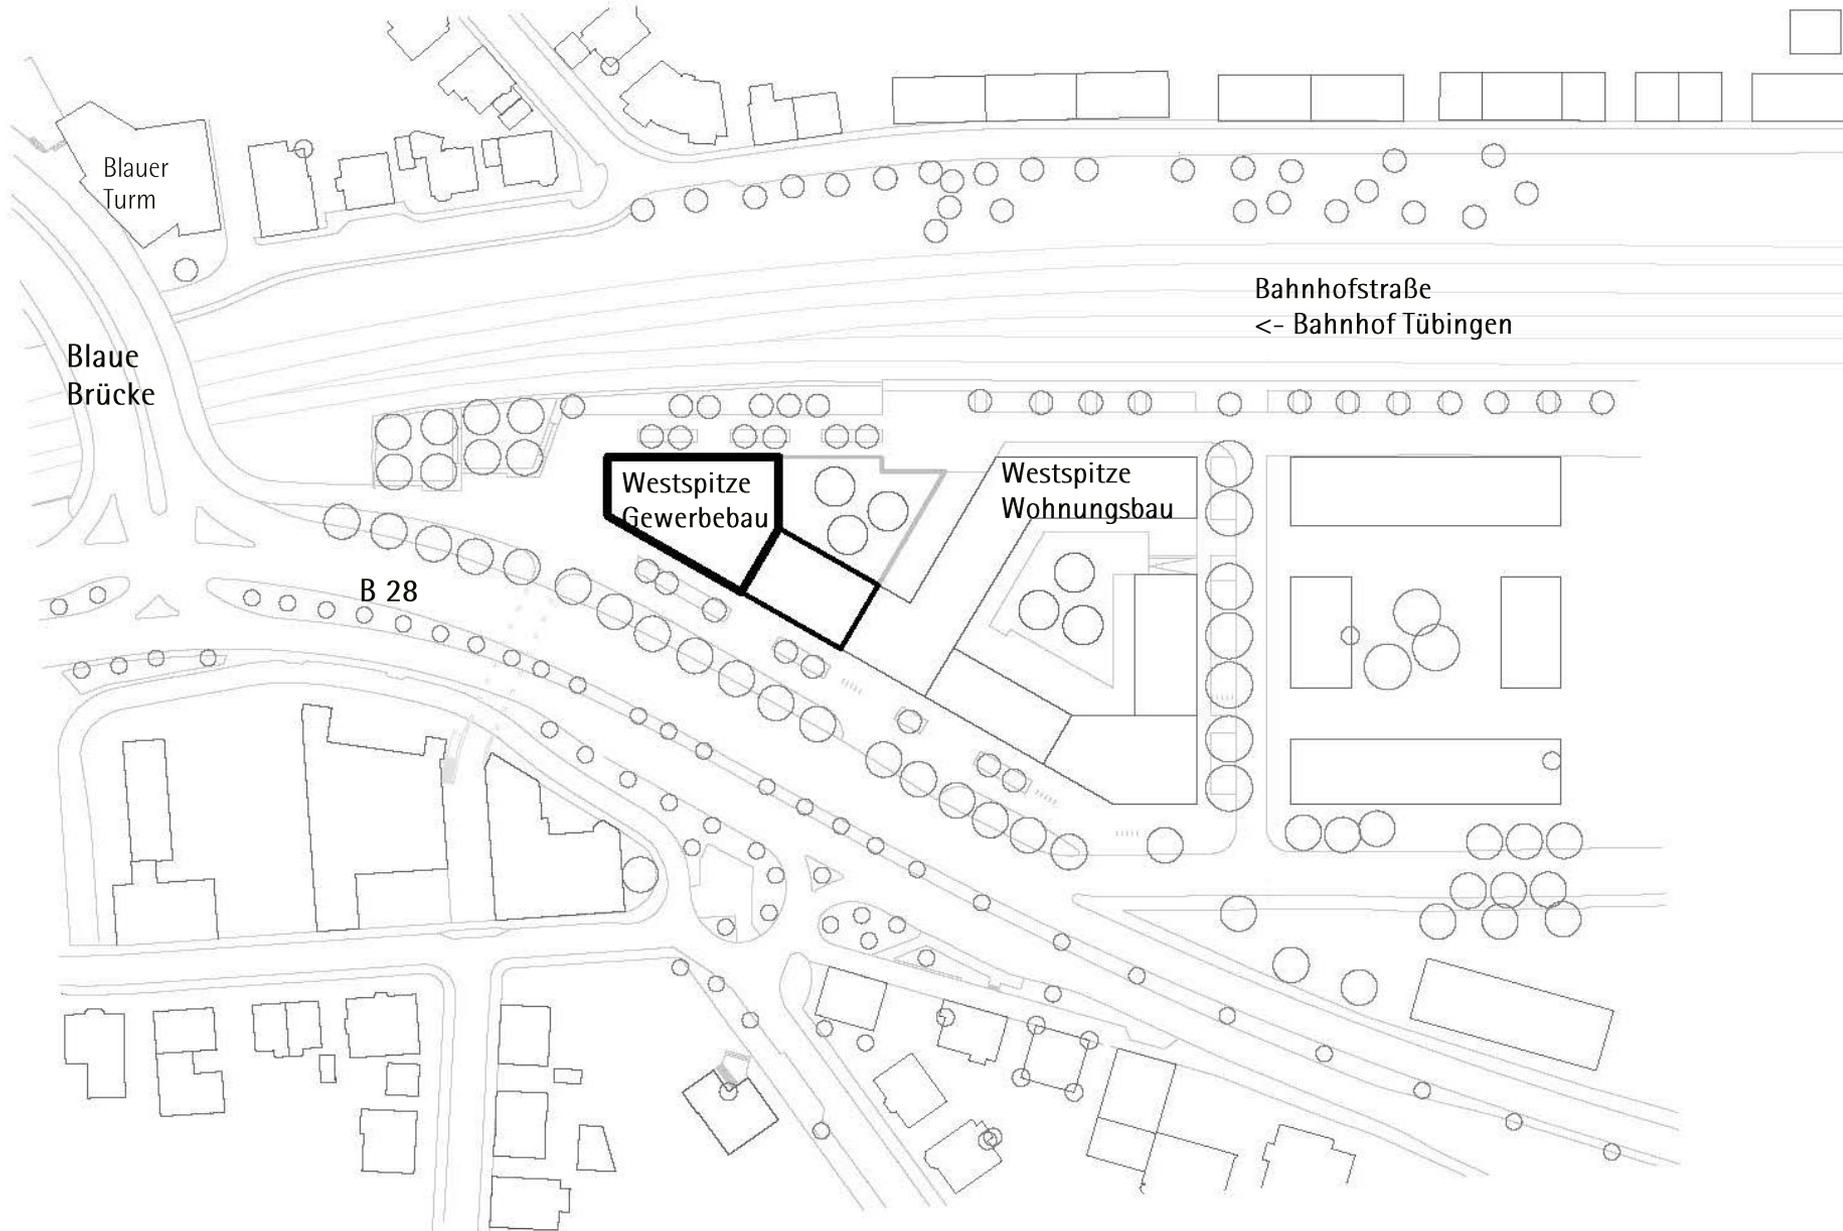 Blauer
Turm
Bahnhofstraße
<- Bahnhof Tübingen
Blaue
Brücke
Westspitze
Gewerbebau
Westspitze
Wohnungsbau
B 28